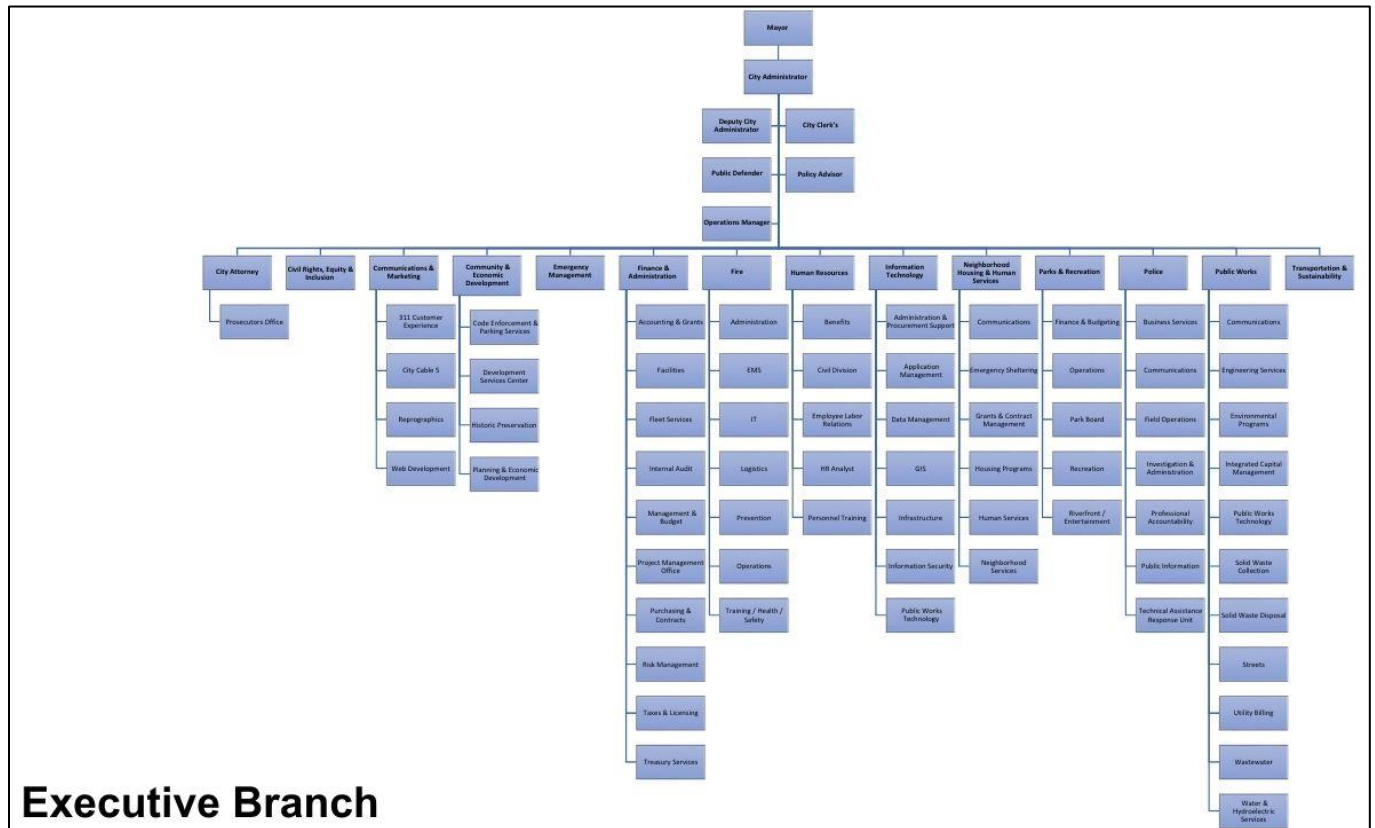 Mayor
City Administrator
Deputy City
Administrator
City Clerk's
Public Defender
Policy Advisor
Operations Manager
City Attorney
Prosecutors Office
Civil Rights, Equity &
Inclusion
Communications &
Marketing
311 Customer
Experience
City Cable 5
Reprographics
Web Development
Community &
Economic
Development
Code Enforcement &
Parking Services
Development
Services Center
Historic Preservation
Planning & Economic
Development
Emergency
Management
Finance &
Administration
Accounting & Grants
Facilities
Fleet Services
Internal Audit
Management &
Budget
Project Management
Office
Purchasing &
Contracts
Risk Management
Taxes & Licensing
Treasury Services
Fire
Administration
EMS
IT
Logistics
Prevention
Operations
Training / Health /
Safety
Human Resources
Benefits
Civil Division
Employee Labor
Relations
HR Analyst
Personnel Training
Information
Technology
Administration &
Procurement Support
Application
Management
Data Management
GIS
Infrastructure
Information Security
Public Works
Technology
Neighborhood
Housing & Human
Services
Communications
Emergency Sheltering
Grants & Contract
Management
Housing Programs
Human Services
Neighborhood
Services
Parks & Recreation
Finance & Budgeting
Operations
Park Board
Recreation
Riverfront /
Entertainment
Police
Business Services
Communications
Field Operations
Investigation &
Administration
Professional
Accountability
Public Information
Technical Assistance
Response Unit
Public Works
Communications
Engineering Services
Environmental
Programs
Integrated Capital
Management
Public Works
Technology
Solid Waste
Collection
Solid Waste Disposal
Streets
Utility Billing
Wastewater
Water &
Hydroelectric
Services
Transportation &
Sustainability
Executive Branch